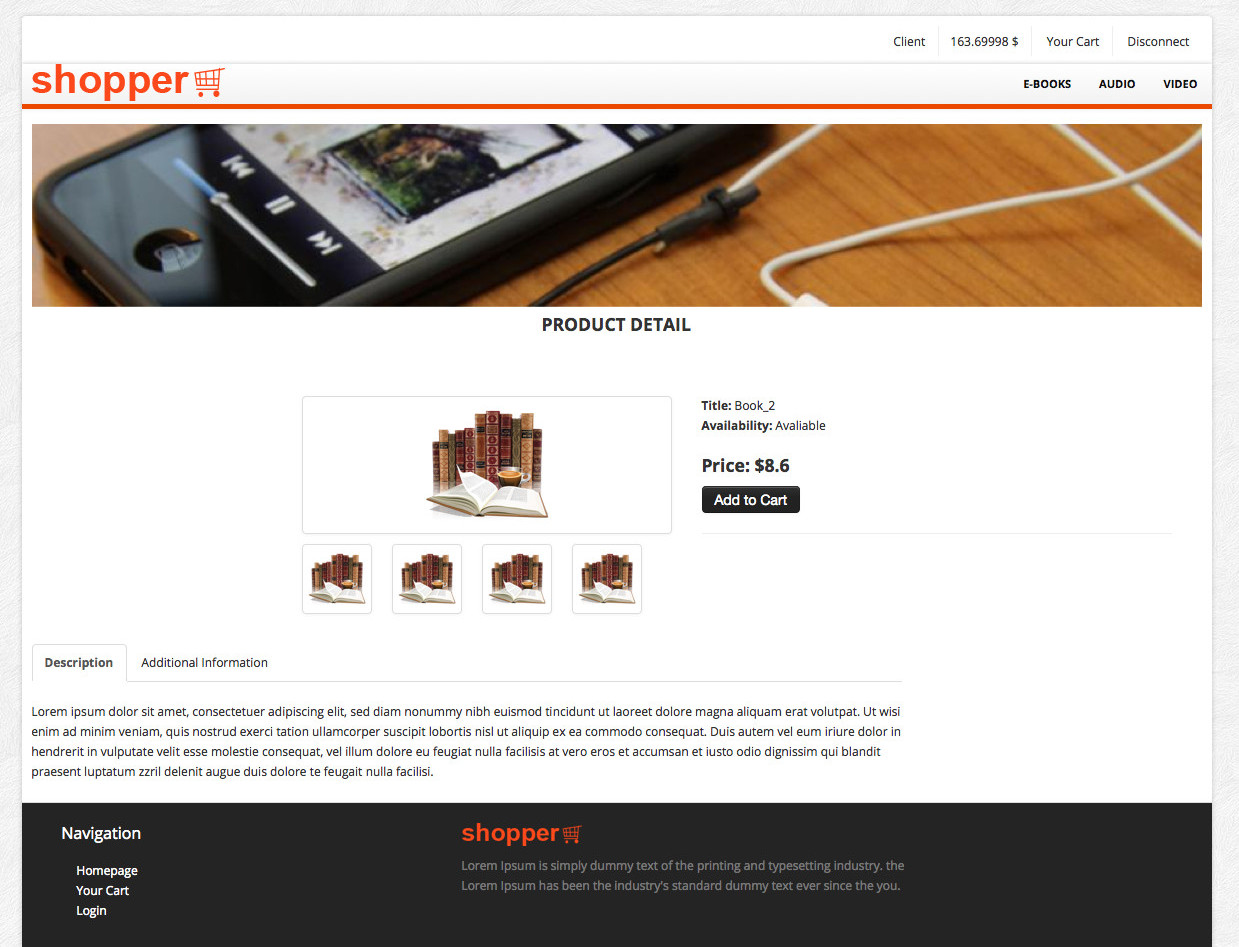 Client 163.69998 $ Your Cart Disconnect
shopper
E-BOOKS AUDIO VIDEO
PRODUCT DETAIL
Title: Book_2
Availability: Avaliable
Price: $8.6
Add to Cart
Description Additional Information
Lorem ipsum dolor sit amet, consectetuer adipiscing elit, sed diam nonummy nibh euismod tincidunt ut laoreet dolore magna aliquam erat volutpat. Ut wisi
enim ad minim veniam, quis nostrud exerci tation ullamcorper suscipit lobortis nisl ut aliquip ex ea commodo consequat. Duis autem vel eum iriure dolor in
hendrerit in vulputate velit esse molestie consequat, vel illum dolore eu feugiat nulla facilisis at vero eros et accumsan et iusto odio dignissim qui blandit
praesent luptatum zzril delenit augue duis dolore te feugait nulla facilisi.
Navigation
Homepage
Your Cart
Login
shopper
Lorem Ipsum is simply dummy text of the printing and typesetting industry. the
Lorem Ipsum has been the industry's standard dummy text ever since the you.